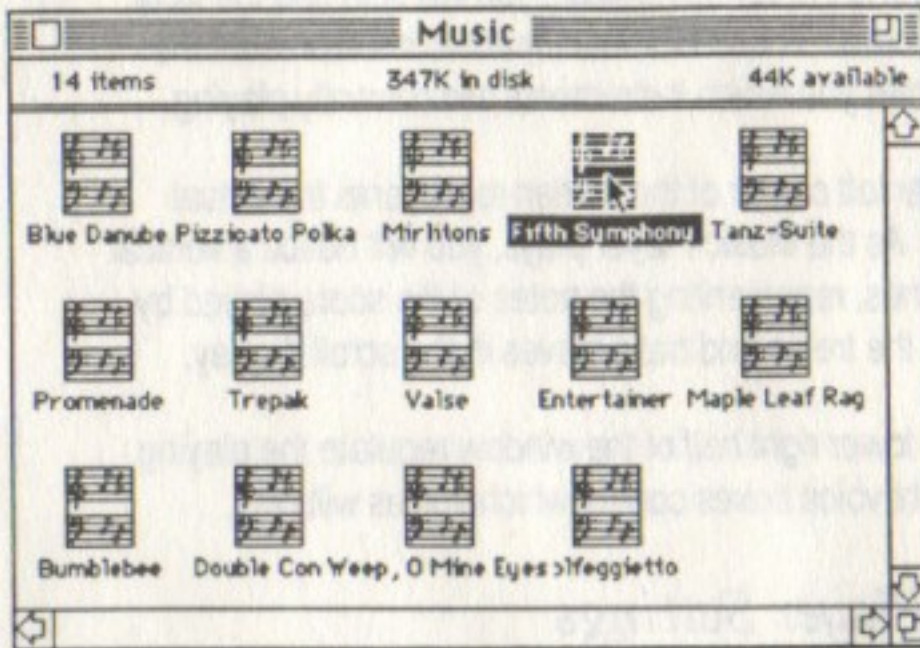 Music
14 items 347K in disk 44K available
Blue Danube Pizzicato Polka Mirlitons Fifth Symphony Tanz-Suite
Promenade Trepak Valse Entertainer Maple Leaf Rag
Bumblebee Double Con Weep, O Mine Eyes olfeggietto